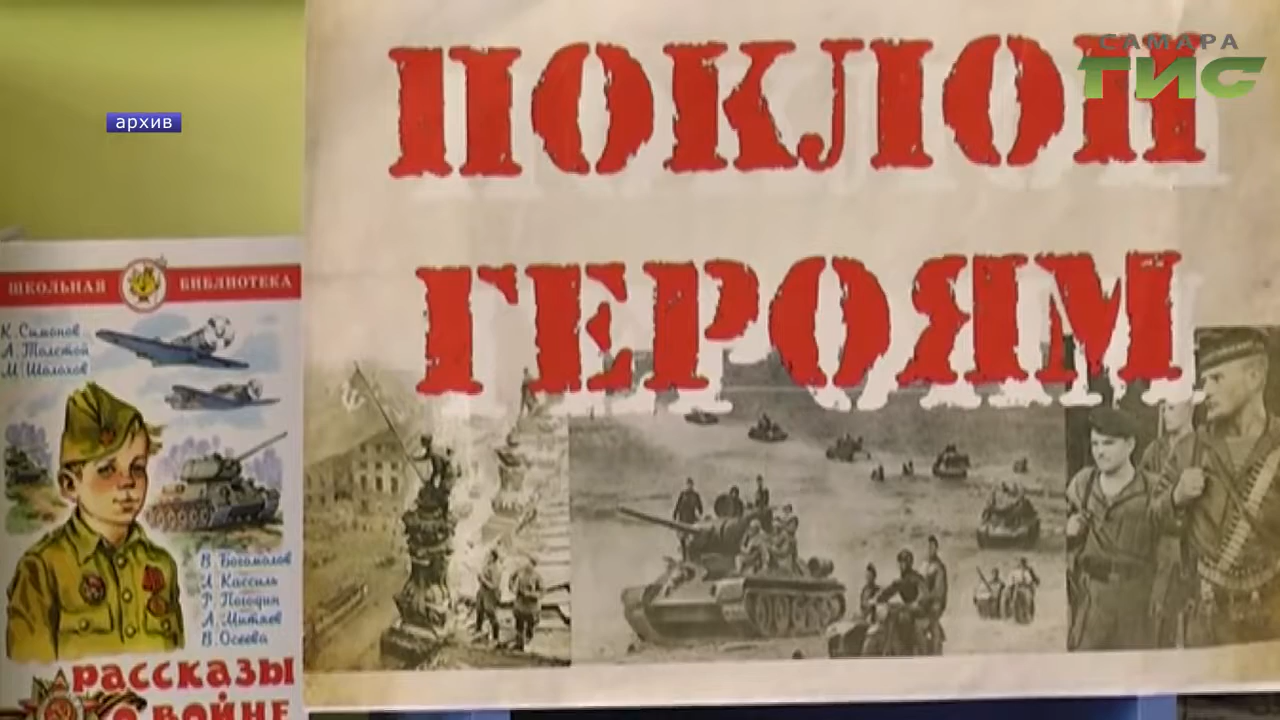 САМАРА
ГИС
архив
ПОКЛОН
ГЕРОЯМ
ШКОЛЬНАЯ БИБЛИОТЕКА
К. Симонов
А. Толстой
М. Шолохов
В. Богомолов
Л. Кассиль
Р. Погодин
А. Митяев
В. Осеева
Рассказы
о войне